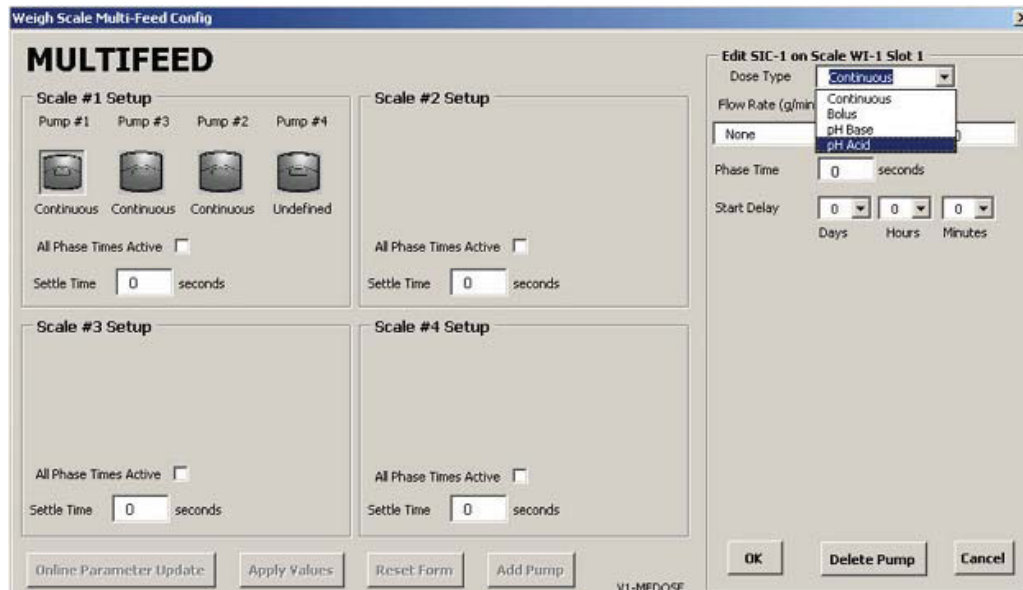 Weigh Scale Multi-Feed Config
MULTIFEED
Scale #1 Setup
Pump #1 Pump #3 Pump #2 Pump #4
Continuous Continuous Continuous Undefined
All Phase Times Active
Settle Time 0 seconds
Scale #2 Setup
All Phase Times Active
Settle Time 0 seconds
Scale #3 Setup
All Phase Times Active
Settle Time 0 seconds
Scale #4 Setup
All Phase Times Active
Settle Time 0 seconds
Online Parameter Update Apply Values Reset Form Add Pump
V1-MFDOSE
Edit SIC-1 on Scale WI-1 Slot 1
Dose Type Continuous
Continuous
Bolus
pH Base
pH Acid
Flow Rate (g/min
None
Phase Time 0 seconds
Start Delay 0 0 0
Days Hours Minutes
OK Delete Pump Cancel